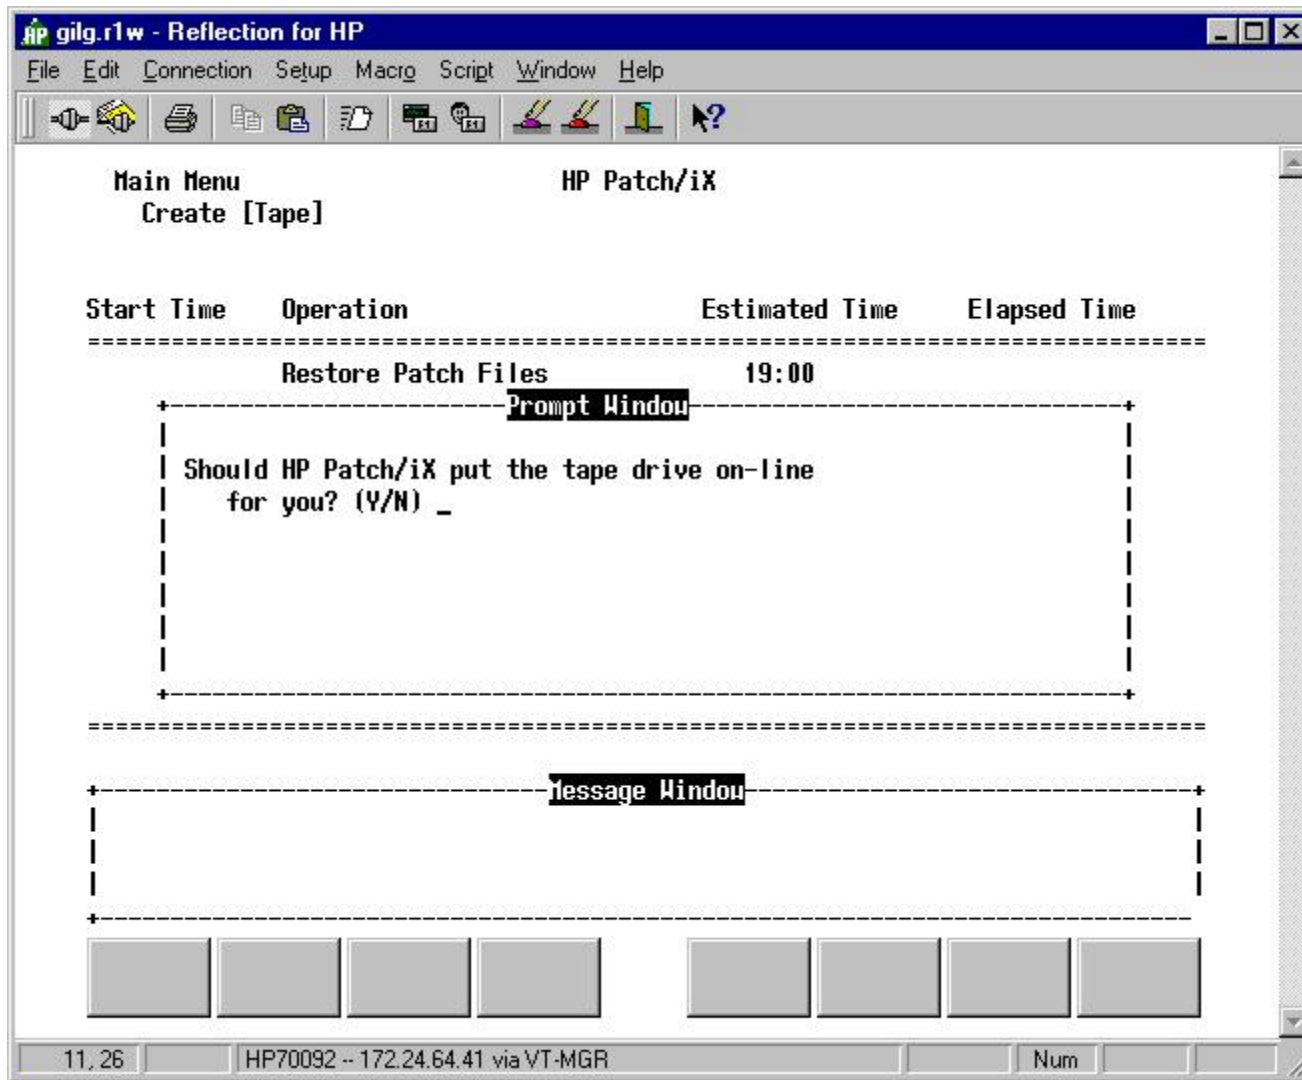 gilg.r1w - Reflection for HP
File Edit Connection Setup Macro Script Window Help
Main Menu HP Patch/iX
Create [Tape]
Start Time Operation Estimated Time Elapsed Time
Restore Patch Files 19:00
Prompt Window
Should HP Patch/iX put the tape drive on-line
for you? (Y/N) _
Message Window
11, 26 HP70092 -- 172.24.64.41 via VT-MGR Num